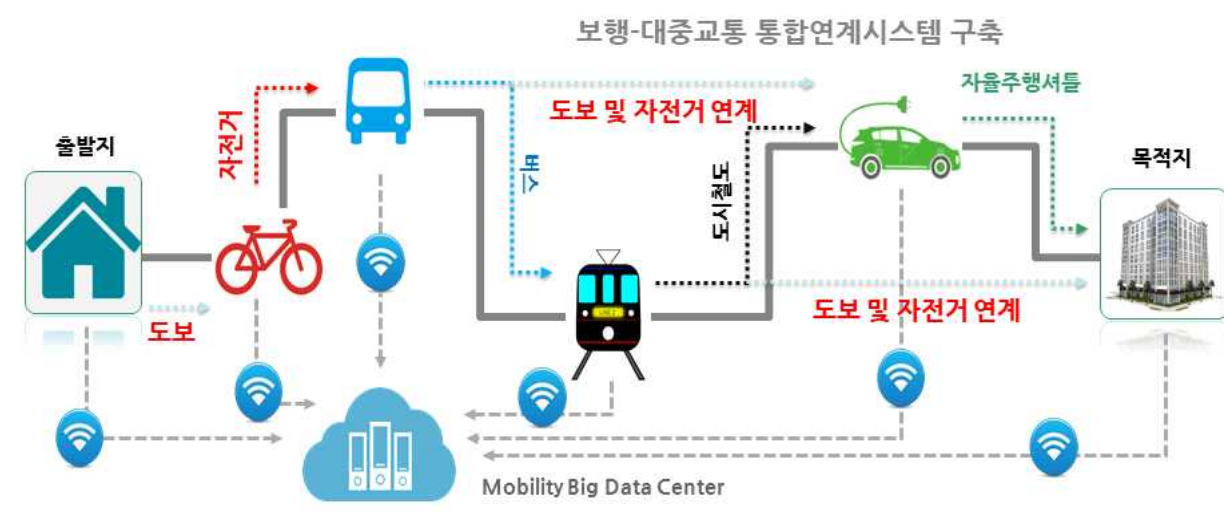 보행-대중교통 통합연계시스템 구축
자율주행셔틀
도보 및 자전거 연계
자전거
출발지
버스
도시철도
목적지
도보
도보 및 자전거 연계
Mobility Big Data Center